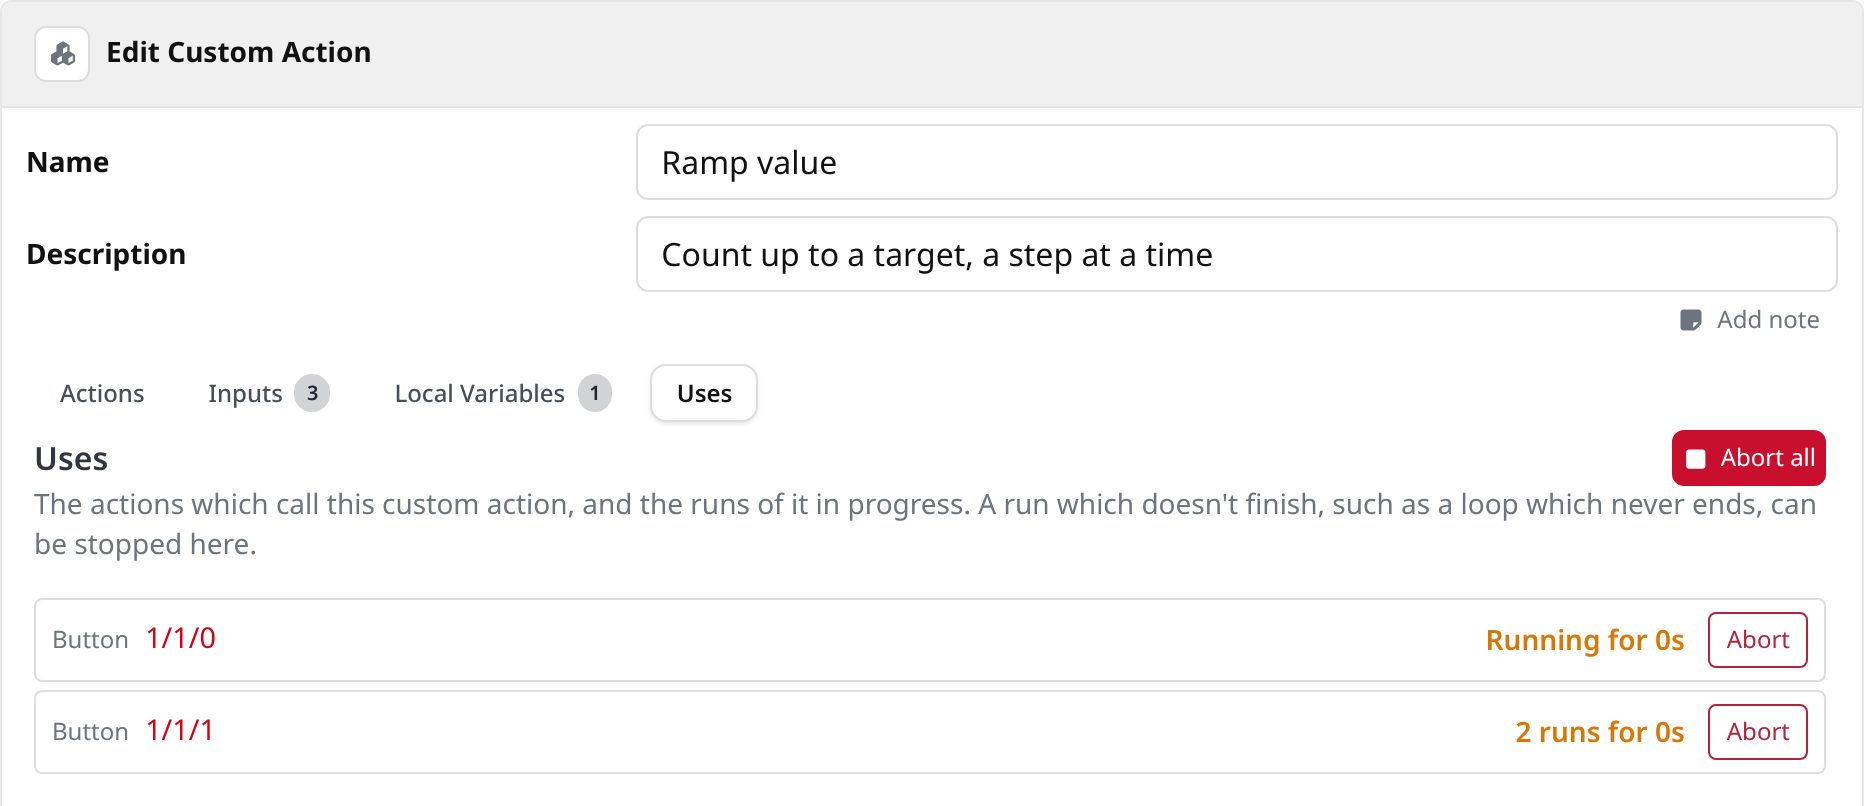 Edit Custom Action
Name
Ramp value
Description
Count up to a target, a step at a time
Add note
Actions
Inputs 3
Local Variables 1
Uses
Uses
Abort all
The actions which call this custom action, and the runs of it in progress. A run which doesn't finish, such as a loop which never ends, can
be stopped here.
Button 1/1/0
Running for 0s
Abort
Button 1/1/1
2 runs for 0s
Abort